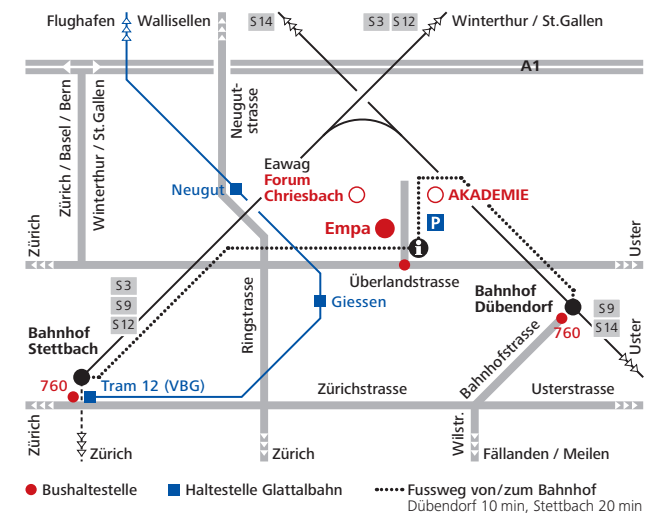 Flughafen
Wallisellen
S14
S3 S12
Winterthur / St.Gallen
A1
Zürich / Basel / Bern
Winterthur / St.Gallen
Neugut-
strasse
Eawag
Forum
Chriesbach
AKADEMIE
Neugut
P
Empa
i
Zürich
Uster
Überlandstrasse
S3
S9
S12
Ringstrasse
Giessen
Bahnhof
Dübendorf
S9
S14
760
Uster
Bahnhof
Stettbach
Bahnhofstrasse
760
Tram 12 (VBG)
Zürichstrasse
Usterstrasse
Zürich
Zürich
Zürich
Wilstr.
Fällanden / Meilen
Bushaltestelle
Haltestelle Glattalbahn
Fussweg von/zum Bahnhof
Dübendorf 10 min, Stettbach 20 min